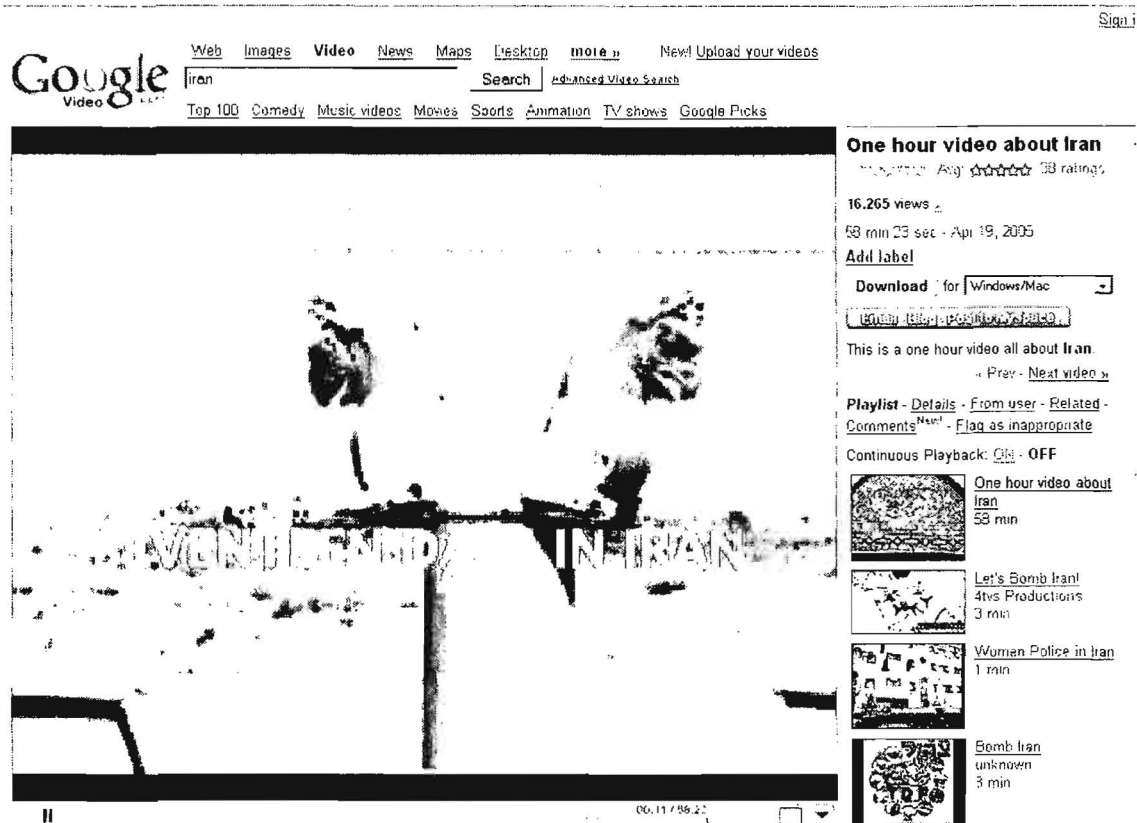 Sign i
Web Images Video News Maps Desktop more » New! Upload your videos
Google
Video
iran
Search Advanced Video Search
Top 100 Comedy Music videos Movies Sports Animation TV shows Google Picks
One hour video about Iran
Avg: 38 ratings
16,265 views
58 min 23 sec - Apr 19, 2006
Add label
Download for Windows/Mac
This is a one hour video all about Iran.
« Prev - Next video »
Playlist - Details - From user - Related -
Comments New! - Flag as inappropriate
Continuous Playback: ON - OFF
One hour video about
Iran
58 min
Let's Bomb Iran!
4tvs Productions
3 min
Women Police in Iran
1 min
Bomb Iran
unknown
3 min
IN IRAN